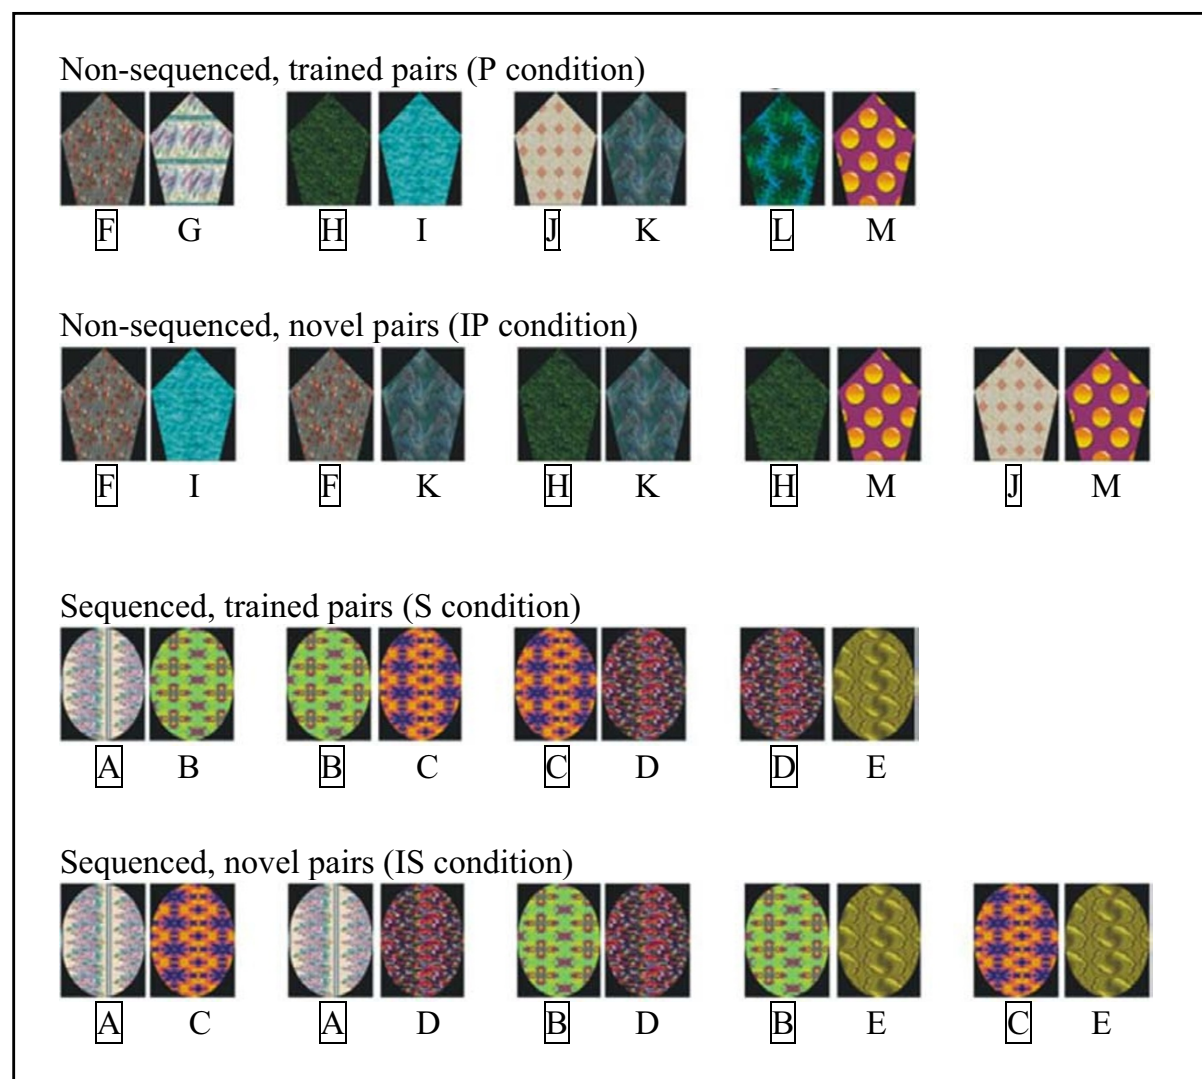 Non-sequenced, trained pairs (P condition)
F G H I J K L M
Non-sequenced, novel pairs (IP condition)
F I F K H K H M J M
Sequenced, trained pairs (S condition)
A B B C C D D E
Sequenced, novel pairs (IS condition)
A C A D B D B E C E